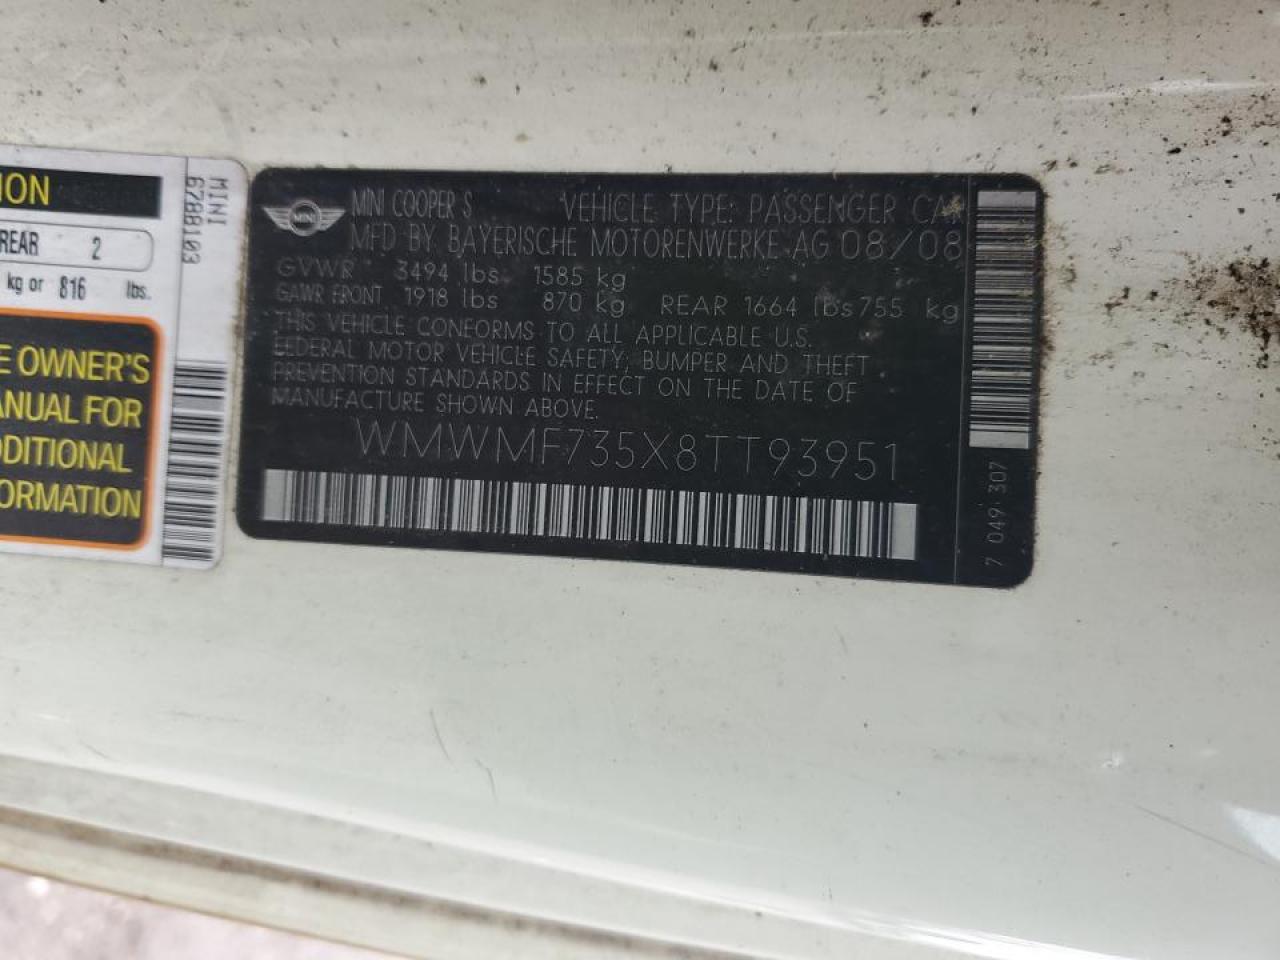 ION
REAR 2
kg or 816 lbs.
E OWNER'S
ANUAL FOR
DDITIONAL
FORMATION
MINI
6788103
MINI
MINI COOPER S VEHICLE TYPE: PASSENGER CAR
MFD BY BAYERISCHE MOTORENWERKE AG 08/08
GVWR 3494 lbs 1585 kg
GAWR FRONT 1918 lbs 870 kg REAR 1664 lbs 755 kg
THIS VEHICLE CONFORMS TO ALL APPLICABLE U.S.
FEDERAL MOTOR VEHICLE SAFETY, BUMPER AND THEFT
PREVENTION STANDARDS IN EFFECT ON THE DATE OF
MANUFACTURE SHOWN ABOVE.
WMWMF735X8TT93951
7 049 307